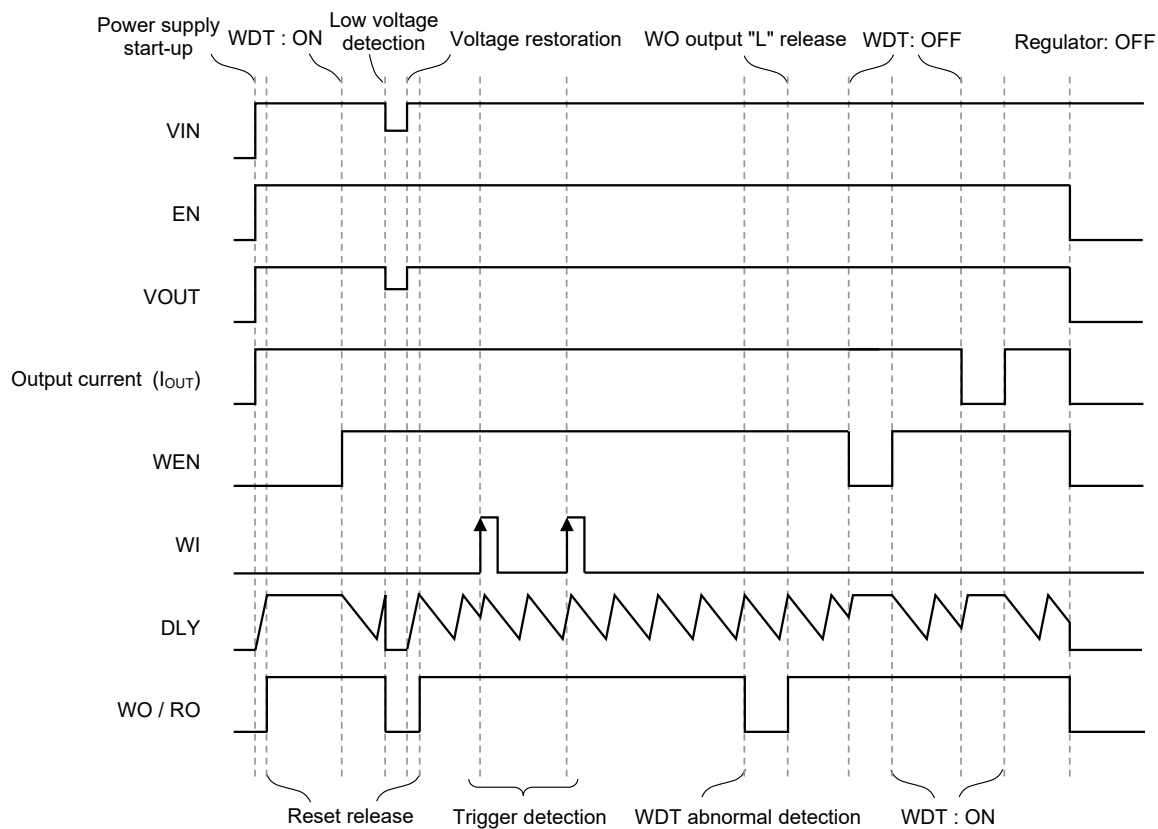 Power supply
start-up
WDT : ON
Low voltage
detection
Voltage restoration
WO output "L" release
WDT: OFF
Regulator: OFF
VIN
EN
VOUT
Output current (IOUT)
WEN
WI
DLY
WO / RO
Reset release
Trigger detection
WDT abnormal detection
WDT : ON